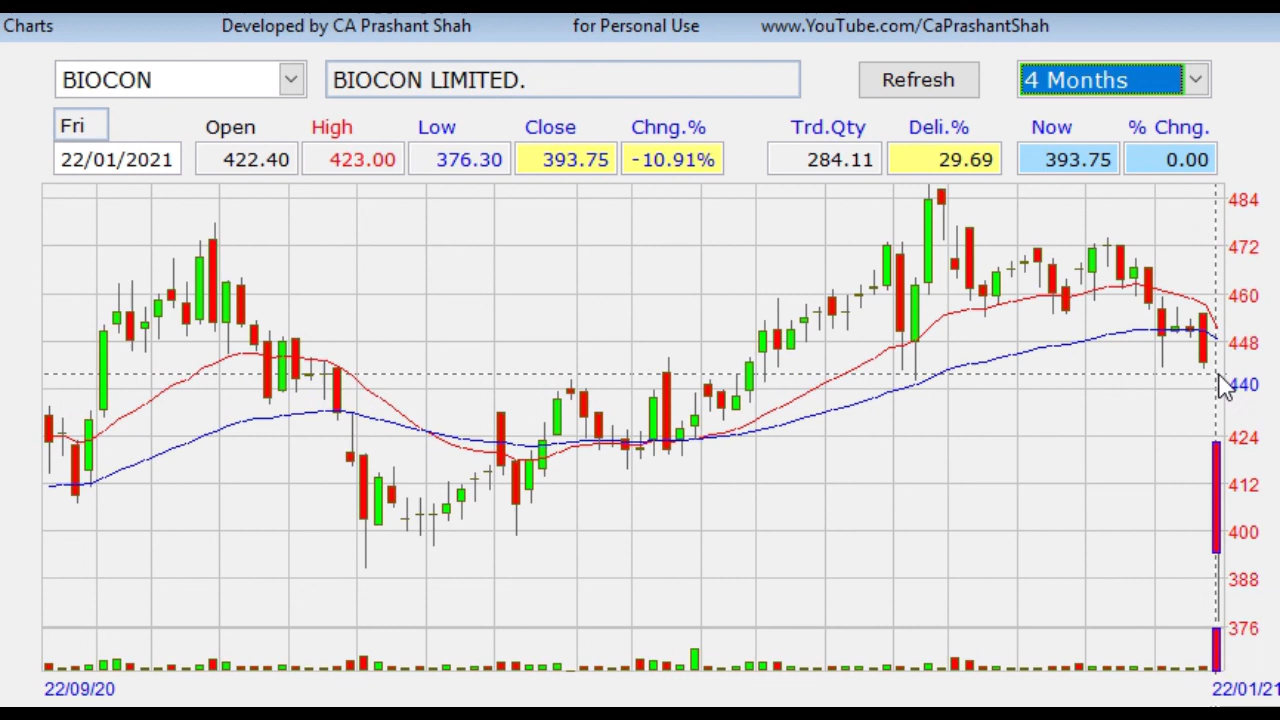 Charts Developed by CA Prashant Shah for Personal Use www.YouTube.com/CaPrashantShah
BIOCON BIOCON LIMITED. Refresh 4 Months
Fri Open High Low Close Chng.% Trd.Qty Deli.% Now % Chng.
22/01/2021 422.40 423.00 376.30 393.75 -10.91% 284.11 29.69 393.75 0.00
484
472
460
448
440
424
412
400
388
376
22/09/20 22/01/21